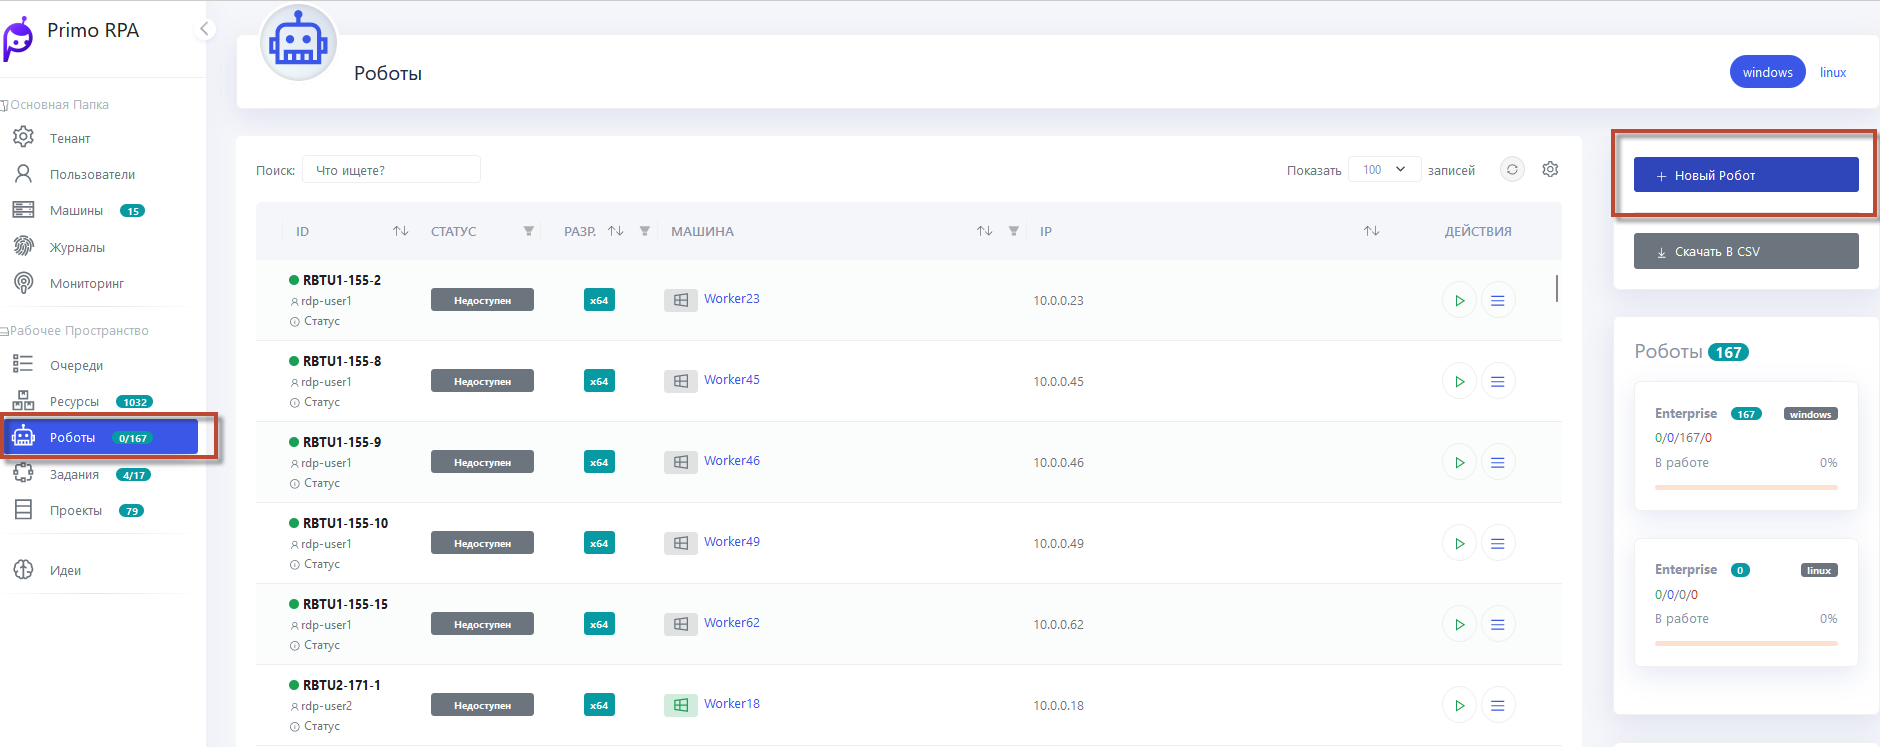 Primo RPA
Основная Папка
Тенант
Пользователи
Машины 15
Журналы
Мониторинг
Рабочее Пространство
Очереди
Ресурсы 1032
Роботы 0/167
Задания 4/17
Проекты 79
Идеи
Роботы
windows linux
Поиск: Что ищете?
Показать 100 записей
ID СТАТУС РАЗР. МАШИНА IP ДЕЙСТВИЯ
RBTU1-155-2
rdp-user1
Статус
Недоступен x64 Worker23 10.0.0.23
RBTU1-155-8
rdp-user1
Статус
Недоступен x64 Worker45 10.0.0.45
RBTU1-155-9
rdp-user1
Статус
Недоступен x64 Worker46 10.0.0.46
RBTU1-155-10
rdp-user1
Статус
Недоступен x64 Worker49 10.0.0.49
RBTU1-155-15
rdp-user1
Статус
Недоступен x64 Worker62 10.0.0.62
RBTU2-171-1
rdp-user2
Статус
Недоступен x64 Worker18 10.0.0.18
+ Новый Робот
Скачать В CSV
Роботы 167
Enterprise 167 windows
0/0/167/0
В работе 0%
Enterprise 0 linux
0/0/0/0
В работе 0%